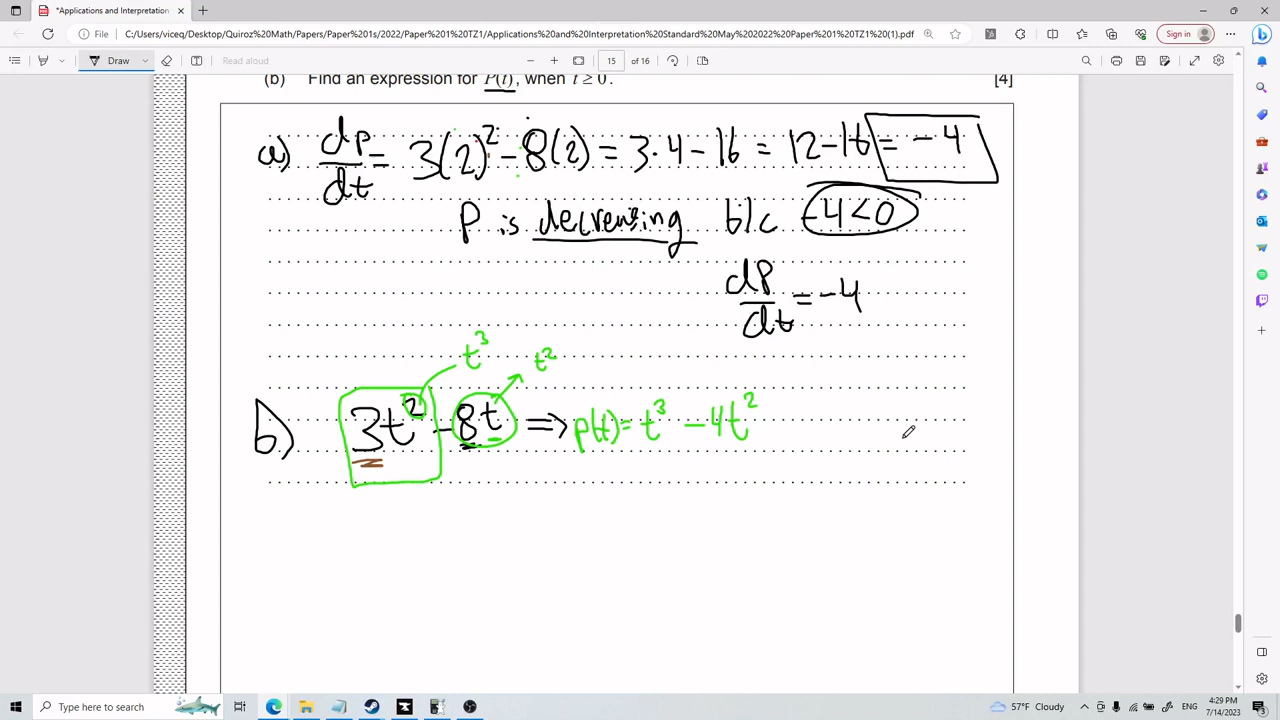 *Applications and Interpretation
File
C:/Users/viceq/Desktop/Quiroz%20Math/Papers/Paper%201s/2022/Paper%201%20TZ1/Applications%20and%20Interpretation%20Standard%20May%202022%20Paper%201%20TZ1%20(1).pdf
Sign in
Draw
Read aloud
15 of 16
(b) Find an expression for P(t), when t ≥ 0. [4]
a) dP/dt = 3(2)² - 8(2) = 3·4 - 16 = 12 - 16 = -4
P is decreasing b/c -4 < 0
dP/dt = -4
t³ t²
b) 3t² - 8t ⇒ p(t) = t³ - 4t²
Type here to search
57°F Cloudy
4:29 PM
7/14/2023